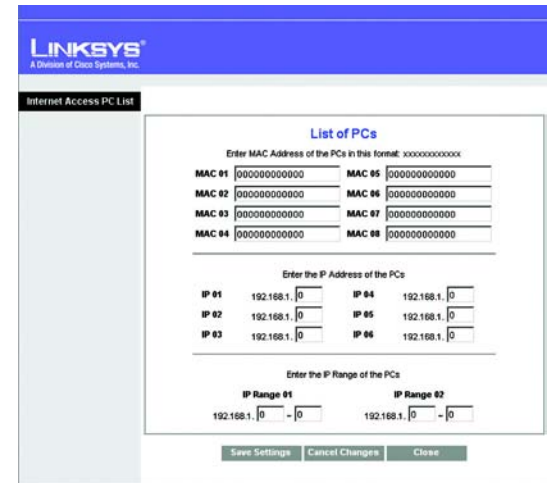 LINKSYS®
A Division of Cisco Systems, Inc.
Internet Access PC List
List of PCs
Enter MAC Address of the PCs in this format: xxxxxxxxxxxx
MAC 01 000000000000 MAC 05 000000000000
MAC 02 000000000000 MAC 06 000000000000
MAC 03 000000000000 MAC 07 000000000000
MAC 04 000000000000 MAC 08 000000000000
Enter the IP Address of the PCs
IP 01 192.168.1. 0 IP 04 192.168.1. 0
IP 02 192.168.1. 0 IP 05 192.168.1. 0
IP 03 192.168.1. 0 IP 06 192.168.1. 0
Enter the IP Range of the PCs
IP Range 01 IP Range 02
192.168.1. 0 ~ 0 192.168.1. 0 ~ 0
Save Settings Cancel Changes Close